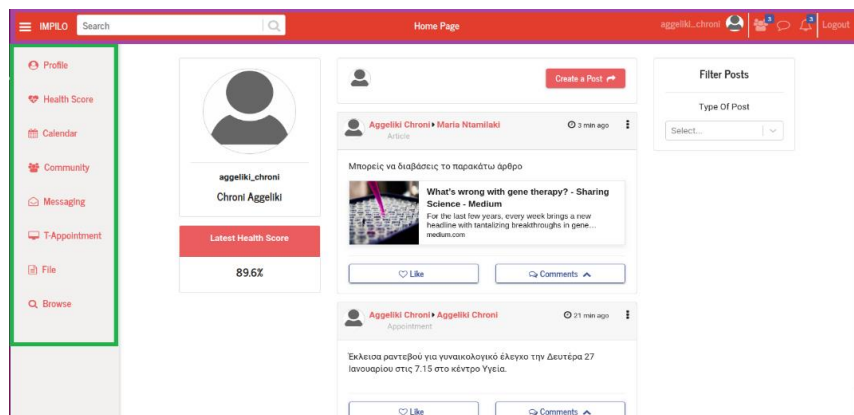 IMPILO
Search
Home Page
aggeliki_chroni
3
3
Logout
Profile
Health Score
Calendar
Community
Messaging
T-Appointment
File
Browse
aggeliki_chroni
Chroni Aggeliki
Latest Health Score
89.6%
Create a Post
Aggeliki Chroni Maria Ntamilaki
3 min ago
Article
Μπορείς να διαβάσεις το παρακάτω άρθρο
What's wrong with gene therapy? - Sharing
Science - Medium
For the last few years, every week brings a new
headline with tantalizing breakthroughs in gene...
medium.com
Like
Comments
Aggeliki Chroni Aggeliki Chroni
21 min ago
Appointment
Έκλεισα ραντεβού για γυναικολογικό έλεγχο την Δευτέρα 27
Ιανουαρίου στις 7.15 στο κέντρο Υγεία.
Like
Comments
Filter Posts
Type Of Post
Select...